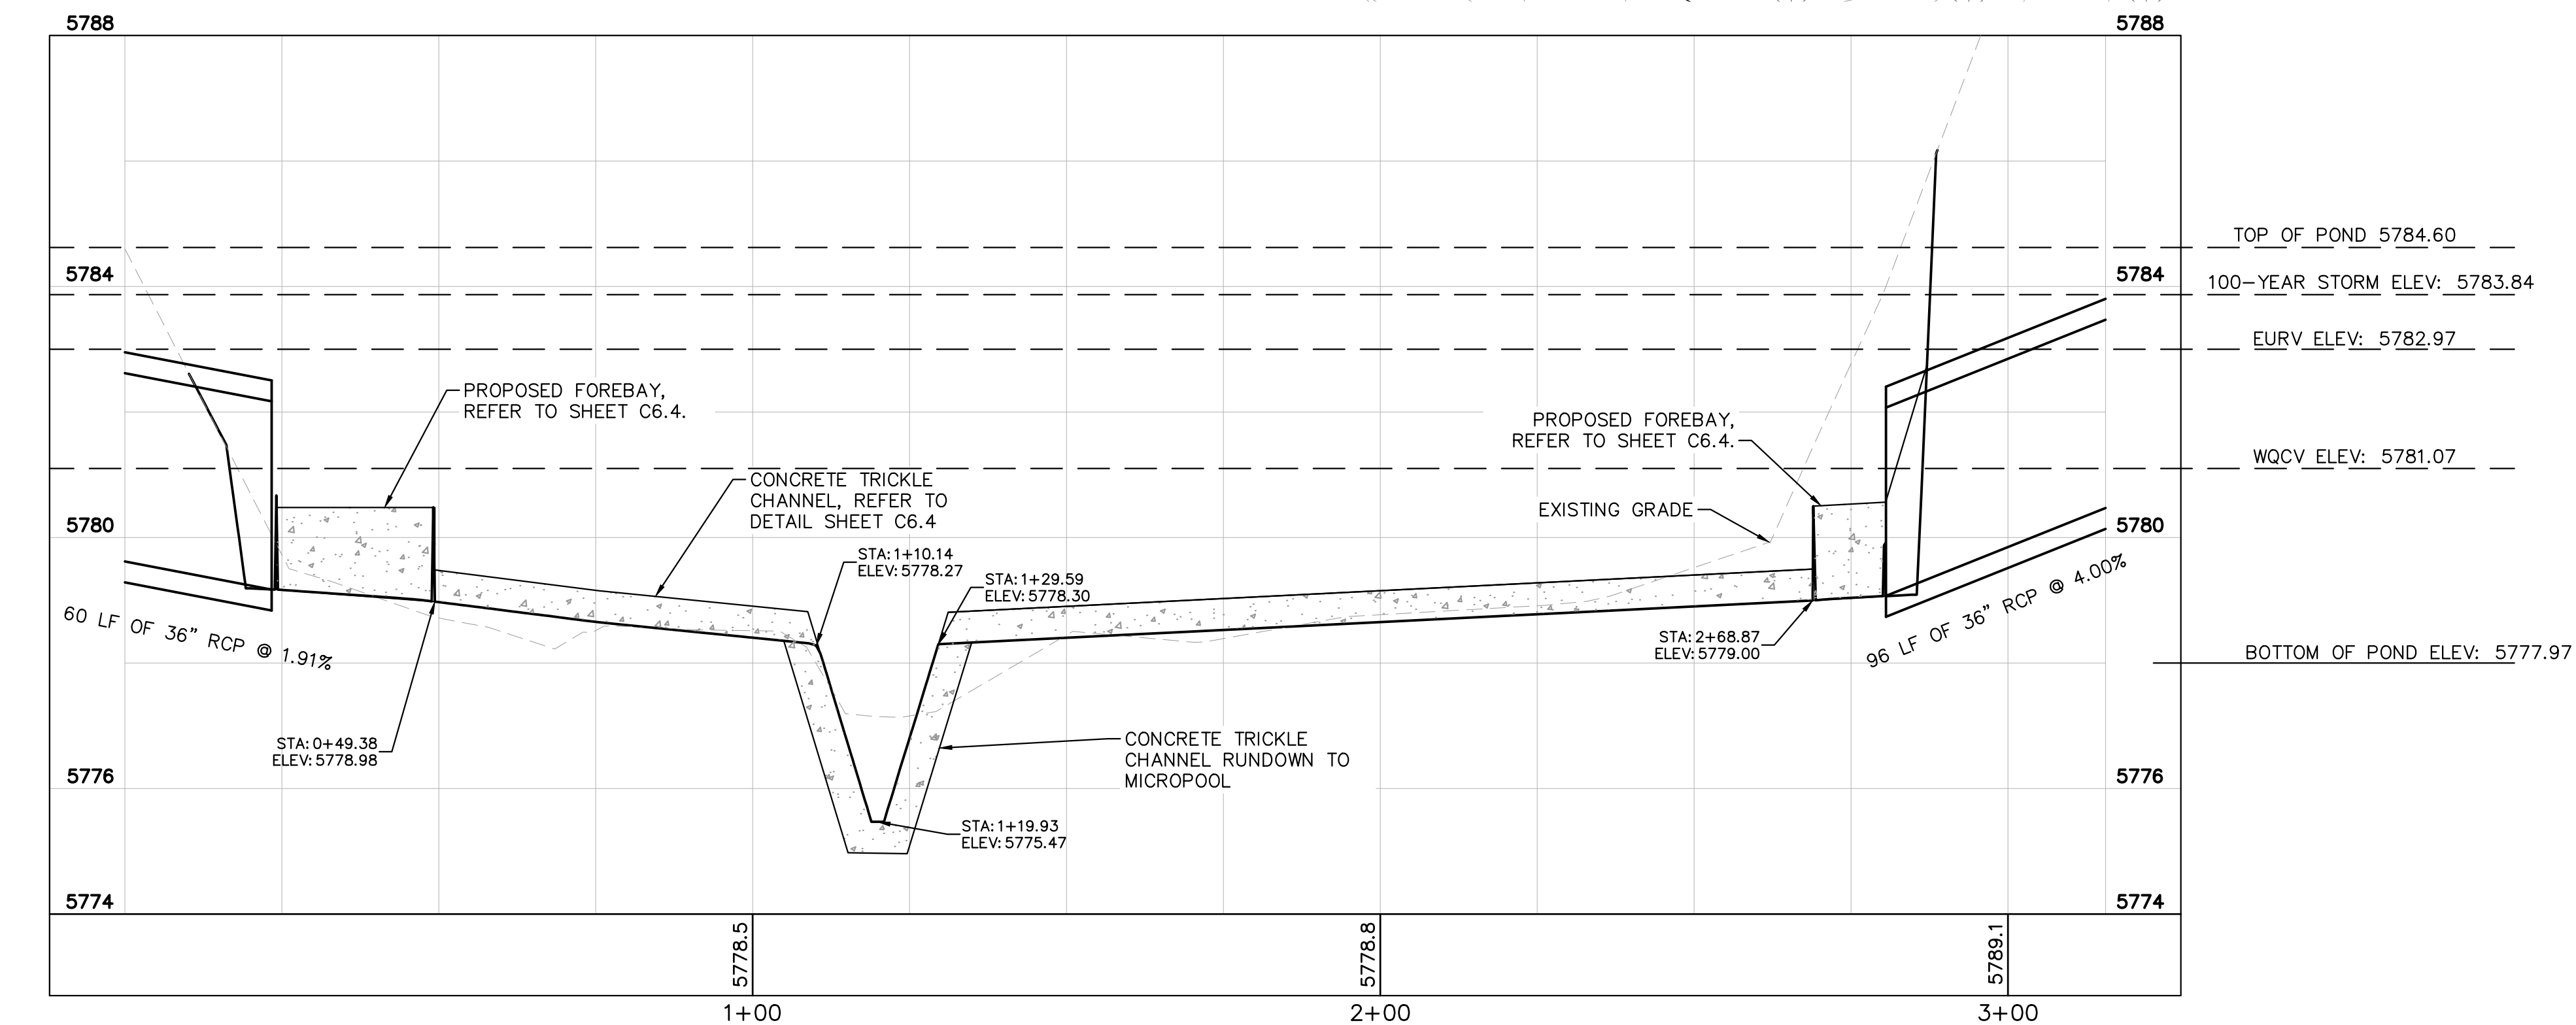 5788
5788
TOP OF POND 5784.60
5784
5784
100-YEAR STORM ELEV: 5783.84
EURV ELEV: 5782.97
PROPOSED FOREBAY,
REFER TO SHEET C6.4.
PROPOSED FOREBAY,
REFER TO SHEET C6.4.
WQCV ELEV: 5781.07
CONCRETE TRICKLE
CHANNEL, REFER TO
DETAIL SHEET C6.4
EXISTING GRADE
5780
5780
STA: 1+10.14
ELEV: 5778.27
STA: 1+29.59
ELEV: 5778.30
60 LF OF 36" RCP @ 1.91%
STA: 2+68.87
ELEV: 5779.00
96 LF OF 36" RCP @ 4.00%
BOTTOM OF POND ELEV: 5777.97
STA: 0+49.38
ELEV: 5778.98
CONCRETE TRICKLE
CHANNEL RUNDOWN TO
MICROPOOL
5776
5776
STA: 1+19.93
ELEV: 5775.47
5774
5774
5778.5
5778.8
5789.1
1+00
2+00
3+00